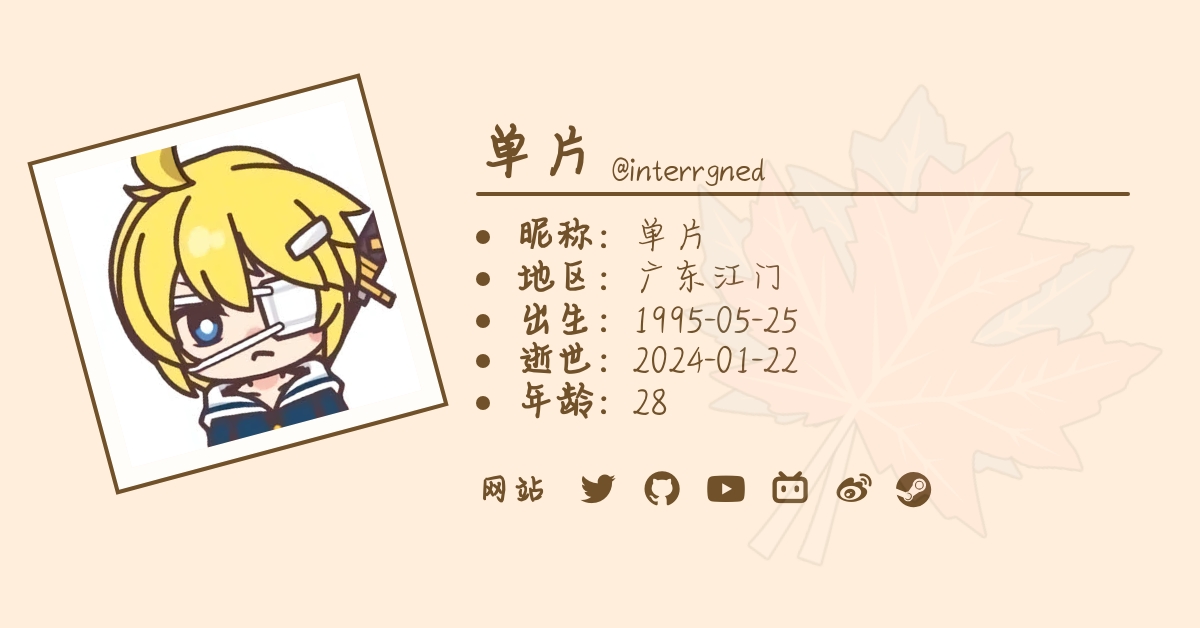 单片 @interrgned
昵称：单片
地区：广东江门
出生：1995-05-25
逝世：2024-01-22
年龄：28
网站